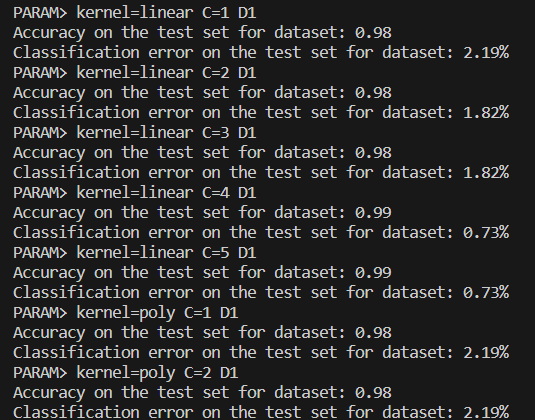 PARAM> kernel=linear C=1 D1
Accuracy on the test set for dataset: 0.98
Classification error on the test set for dataset: 2.19%
PARAM> kernel=linear C=2 D1
Accuracy on the test set for dataset: 0.98
Classification error on the test set for dataset: 1.82%
PARAM> kernel=linear C=3 D1
Accuracy on the test set for dataset: 0.98
Classification error on the test set for dataset: 1.82%
PARAM> kernel=linear C=4 D1
Accuracy on the test set for dataset: 0.99
Classification error on the test set for dataset: 0.73%
PARAM> kernel=linear C=5 D1
Accuracy on the test set for dataset: 0.99
Classification error on the test set for dataset: 0.73%
PARAM> kernel=poly C=1 D1
Accuracy on the test set for dataset: 0.98
Classification error on the test set for dataset: 2.19%
PARAM> kernel=poly C=2 D1
Accuracy on the test set for dataset: 0.98
Classification error on the test set for dataset: 2.19%